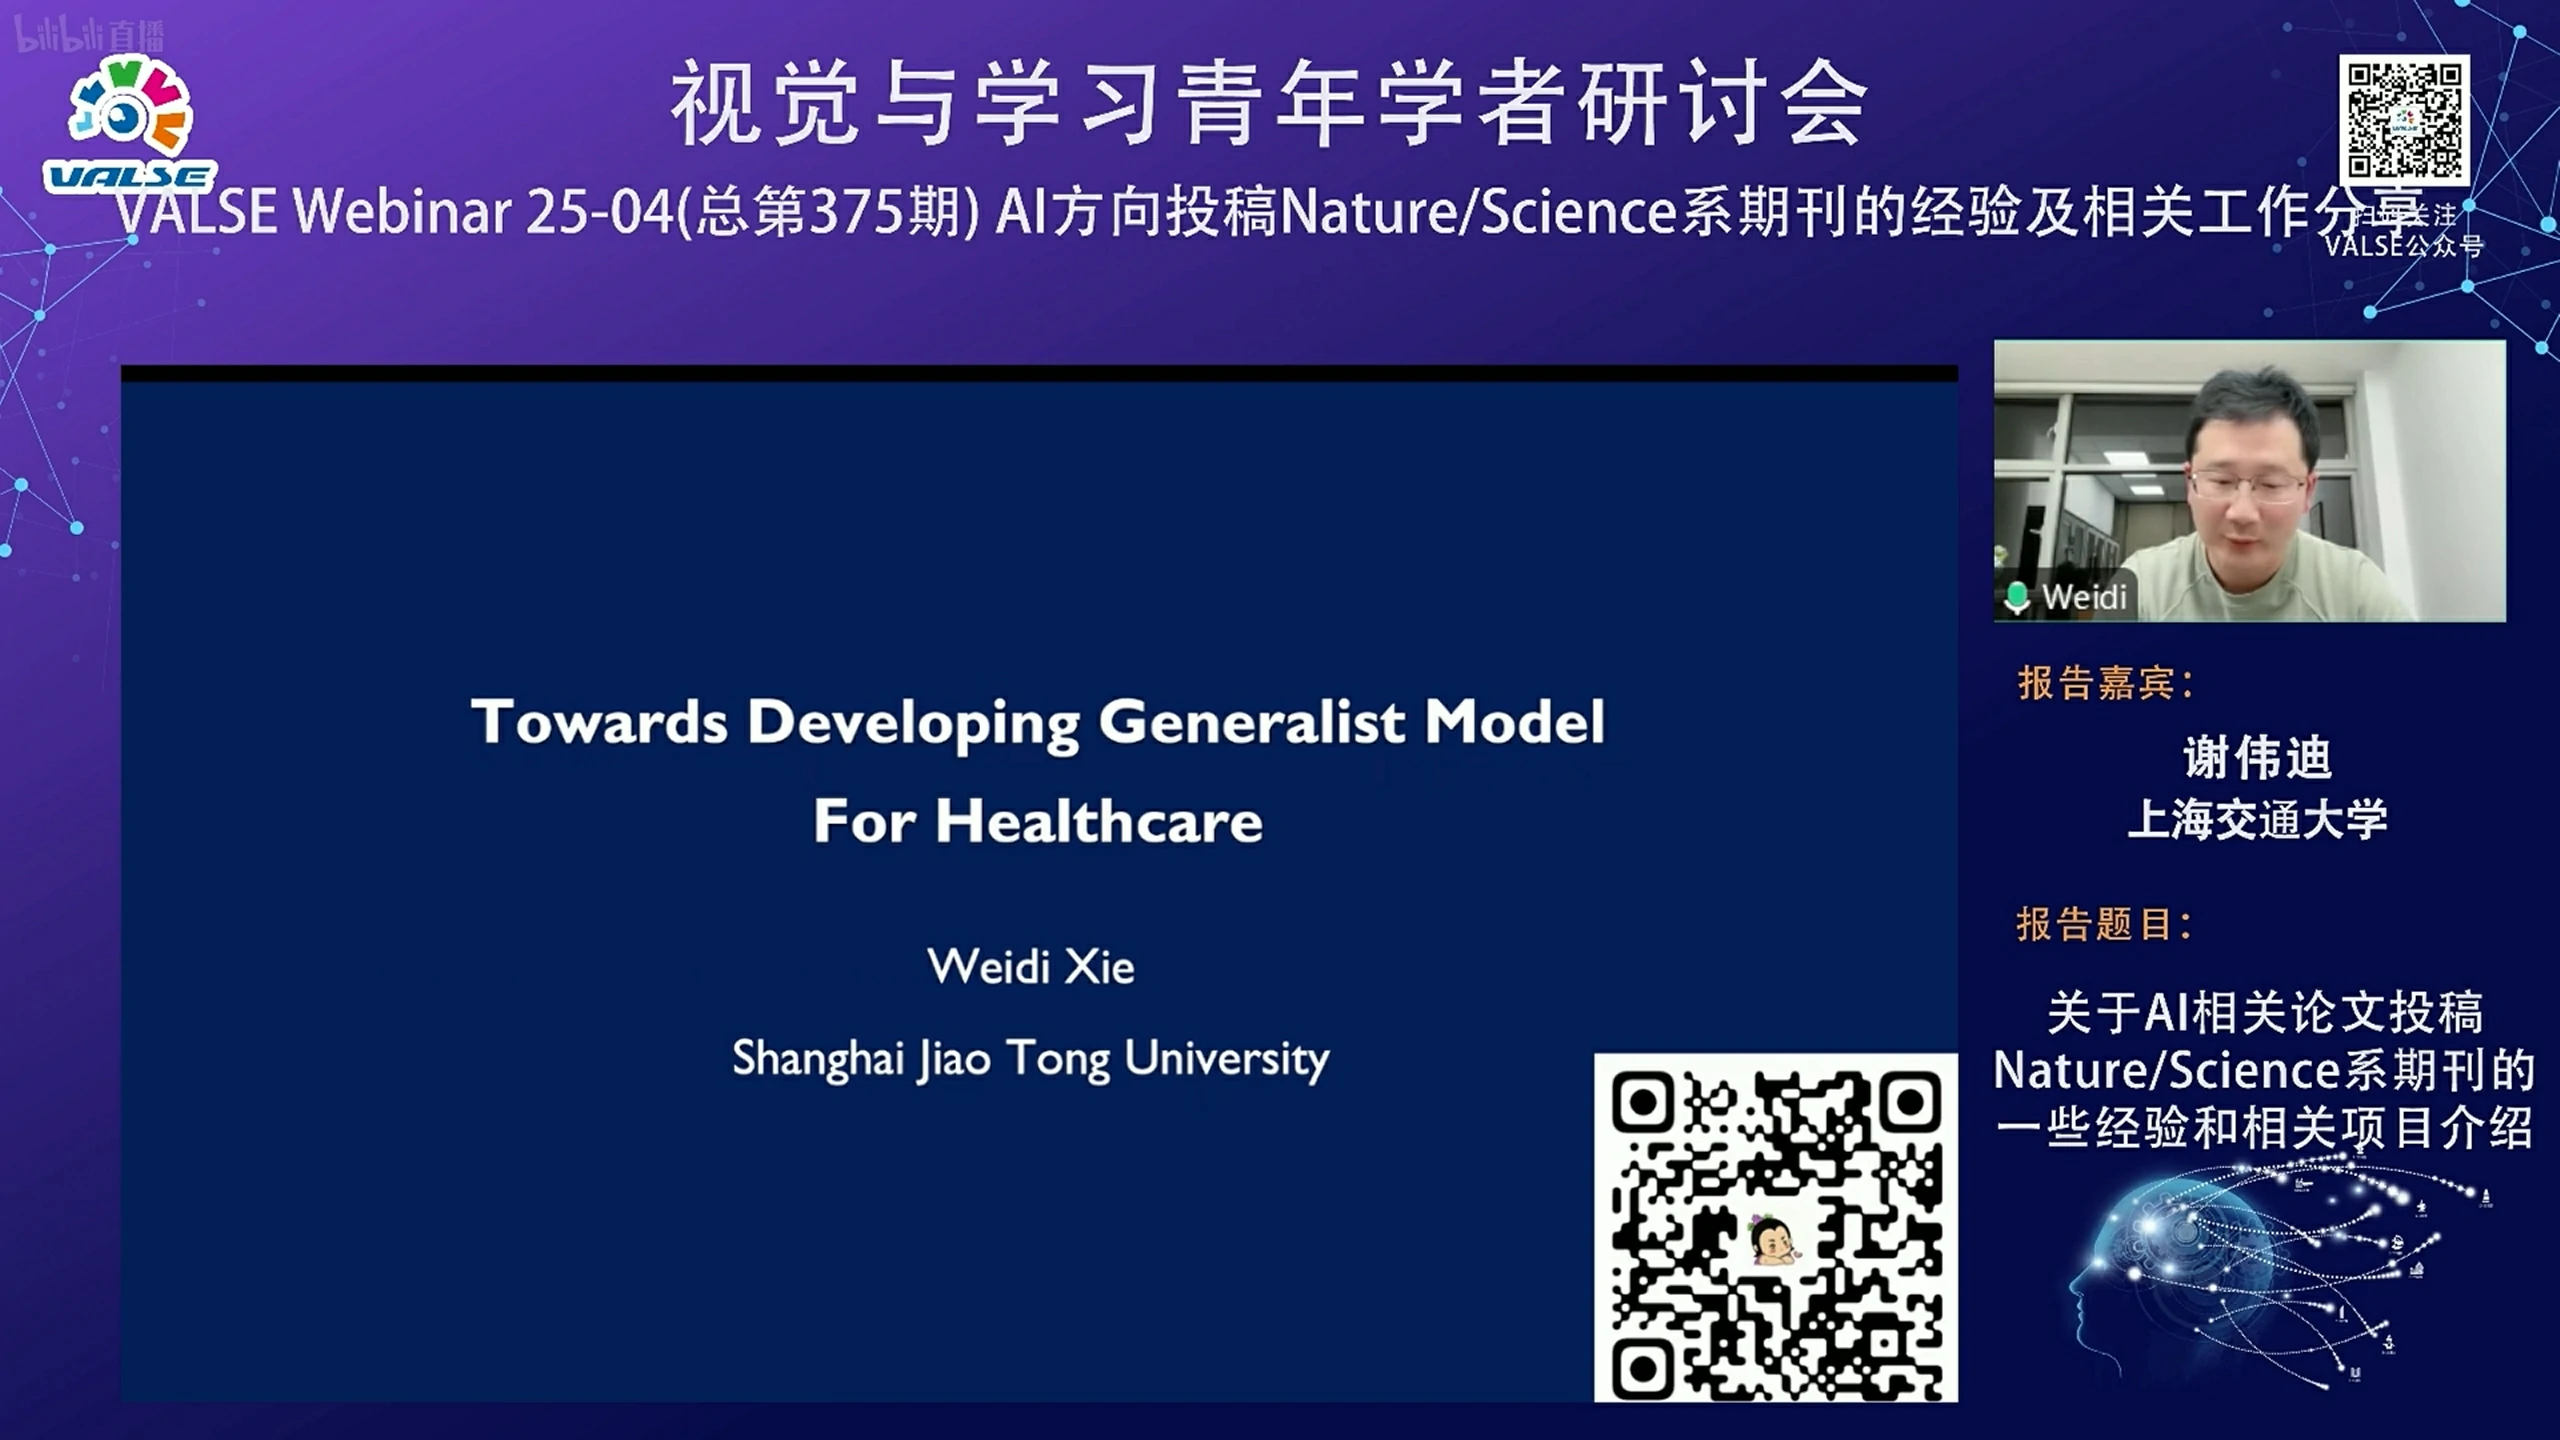 bilibili直播
VALSE
视觉与学习青年学者研讨会
VALSE Webinar 25-04(总第375期) AI方向投稿Nature/Science系期刊的经验及相关工作分享
扫码关注
VALSE公众号
Towards Developing Generalist Model
For Healthcare
Weidi Xie
Shanghai Jiao Tong University
Weidi
报告嘉宾：
谢伟迪
上海交通大学
报告题目：
关于AI相关论文投稿
Nature/Science系期刊的
一些经验和相关项目介绍